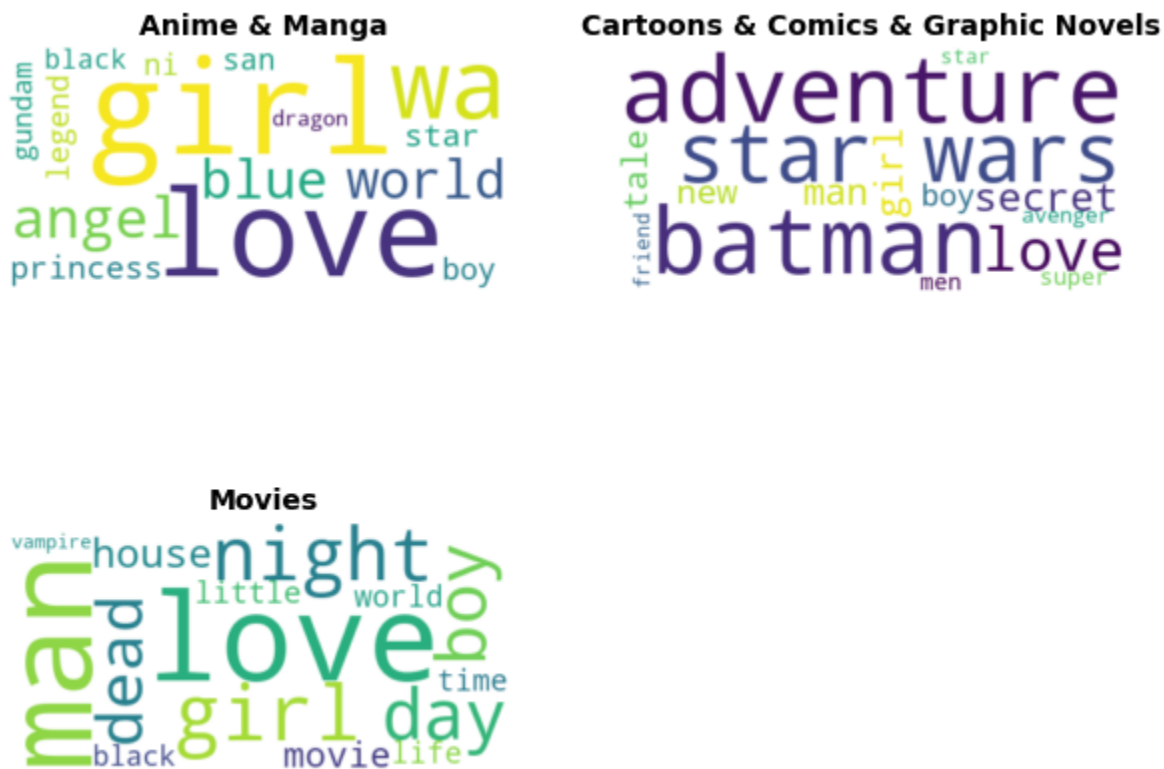 Anime & Manga
black ni san
gundam
legend
girl
wa
dragon
star
blue world
angel
love
princess
boy
Cartoons & Comics & Graphic Novels
star
adventure
star wars
tale
girl
new man
boy secret
avenger
friend
batman
love
super
men
Movies
vampire
house
night
man
dead
little
world
boy
love
time
girl
day
black
movie
life